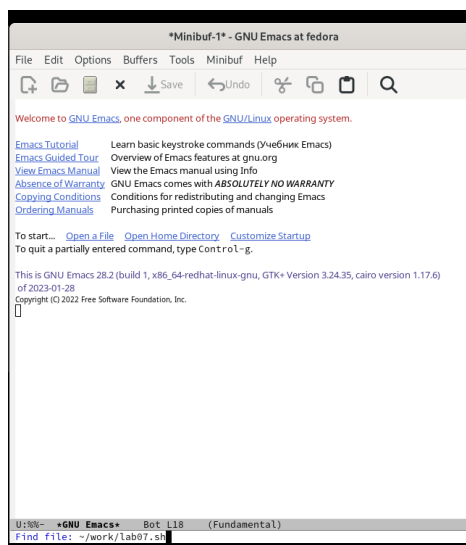 *Minibuf-1* - GNU Emacs at fedora
File Edit Options Buffers Tools Minibuf Help
Save Undo
Welcome to GNU Emacs, one component of the GNU/Linux operating system.
Emacs Tutorial Learn basic keystroke commands (Учебник Emacs)
Emacs Guided Tour Overview of Emacs features at gnu.org
View Emacs Manual View the Emacs manual using Info
Absence of Warranty GNU Emacs comes with ABSOLUTELY NO WARRANTY
Copying Conditions Conditions for redistributing and changing Emacs
Ordering Manuals Purchasing printed copies of manuals
To start... Open a File Open Home Directory Customize Startup
To quit a partially entered command, type Control-g.
This is GNU Emacs 28.2 (build 1, x86_64-redhat-linux-gnu, GTK+ Version 3.24.35, cairo version 1.17.6)
of 2023-01-28
Copyright (C) 2022 Free Software Foundation, Inc.
U:%%- *GNU Emacs* Bot L18 (Fundamental)
Find file: ~/work/lab07.sh